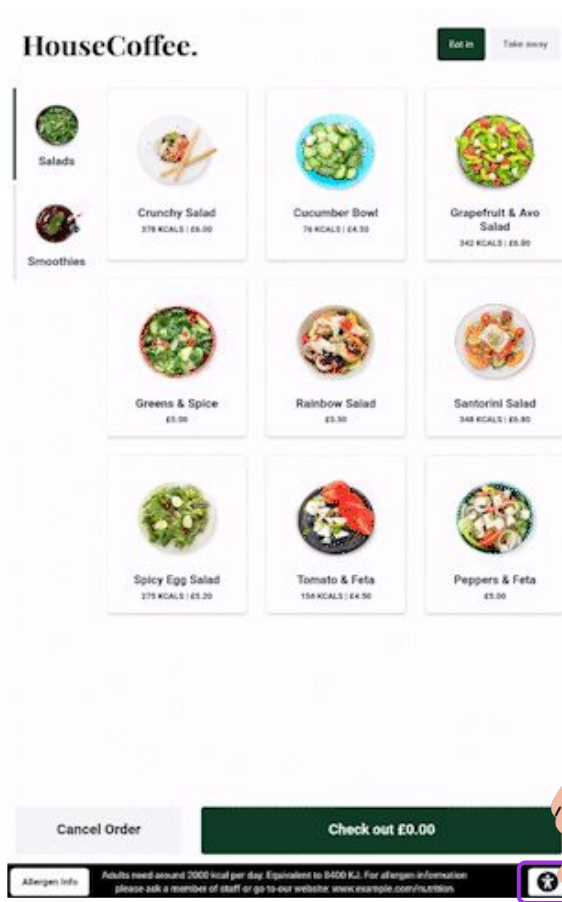 HouseCoffee.
Eat in
Take away
Salads
Smoothies
Crunchy Salad
378 KCALS | £6.00
Cucumber Bowl
76 KCALS | £4.50
Grapefruit & Avo
Salad
342 KCALS | £6.80
Greens & Spice
£5.00
Rainbow Salad
£5.50
Santorini Salad
348 KCALS | £6.80
Spicy Egg Salad
275 KCALS | £5.20
Tomato & Feta
156 KCALS | £4.50
Peppers & Feta
£5.00
Cancel Order
Check out £0.00
Allergen Info
Adults need around 2000 kcal per day. Equivalent to 8400 KJ. For allergen information
please ask a member of staff or go to our website: www.example.com/nutrition.